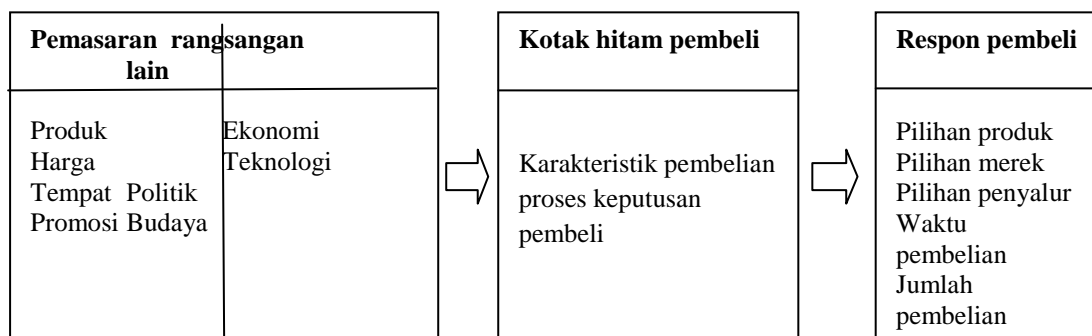 Pemasaran rangsangan
lain
Produk Ekonomi
Harga Teknologi
Tempat Politik
Promosi Budaya
Kotak hitam pembeli
Karakteristik pembelian
proses keputusan
pembeli
Respon pembeli
Pilihan produk
Pilihan merek
Pilihan penyalur
Waktu
pembelian
Jumlah
pembelian